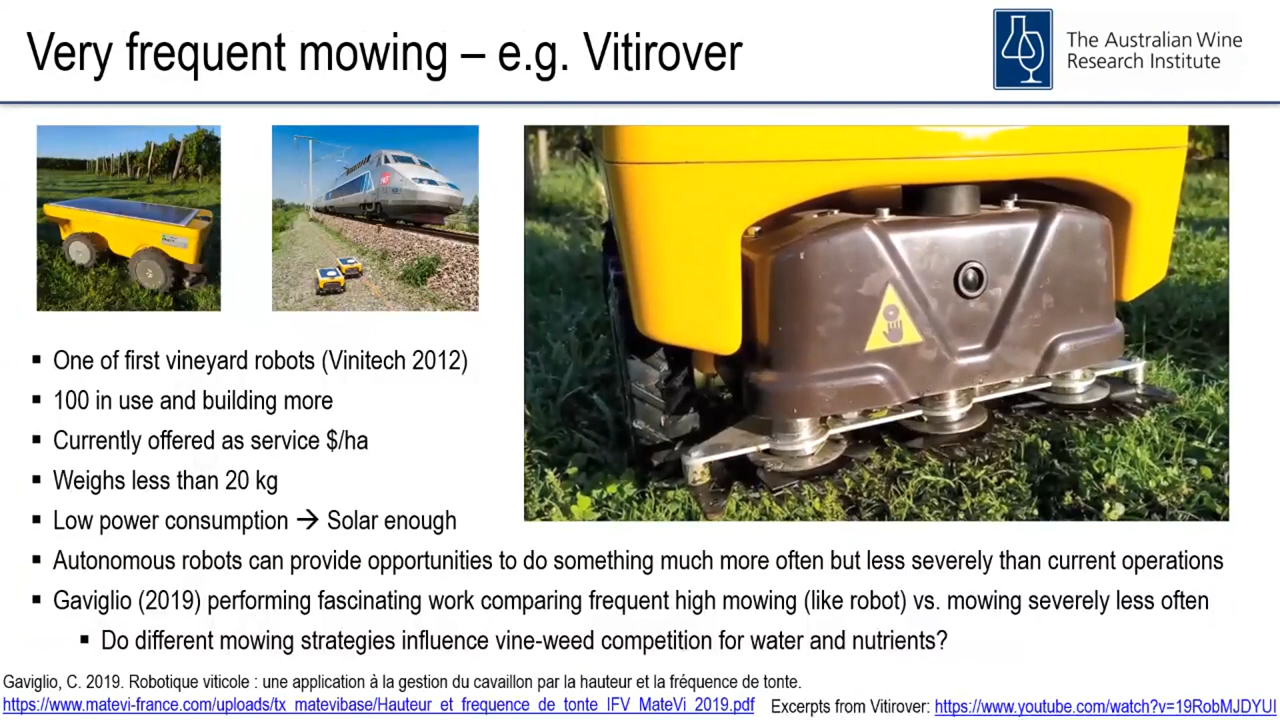 Very frequent mowing – e.g. Vitirover
The Australian Wine
Research Institute
▪ One of first vineyard robots (Vinitech 2012)
▪ 100 in use and building more
▪ Currently offered as service $/ha
▪ Weighs less than 20 kg
▪ Low power consumption → Solar enough
▪ Autonomous robots can provide opportunities to do something much more often but less severely than current operations
▪ Gaviglio (2019) performing fascinating work comparing frequent high mowing (like robot) vs. mowing severely less often
▪ Do different mowing strategies influence vine-weed competition for water and nutrients?
Gaviglio, C. 2019. Robotique viticole : une application à la gestion du cavaillon par la hauteur et la fréquence de tonte.
https://www.matevi-france.com/uploads/tx_matevibase/Hauteur_et_frequence_de_tonte_IFV_MateVi_2019.pdf
Excerpts from Vitirover: https://www.youtube.com/watch?v=19RobMJDYUI